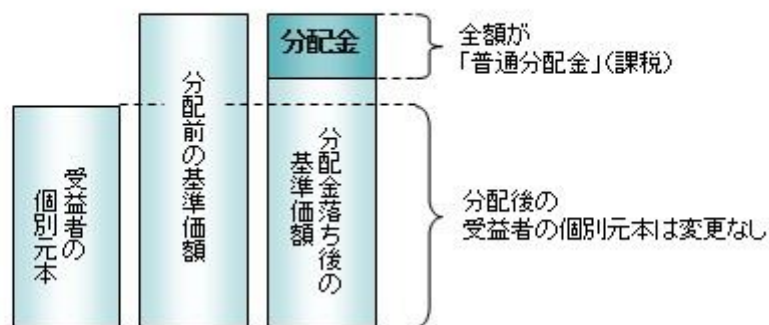 分配金
全額が
「普通分配金」(課税)
受益者の
個別元本
分配前の基準価額
分配金落ち後の
基準価額
分配後の
受益者の個別元本は変更なし